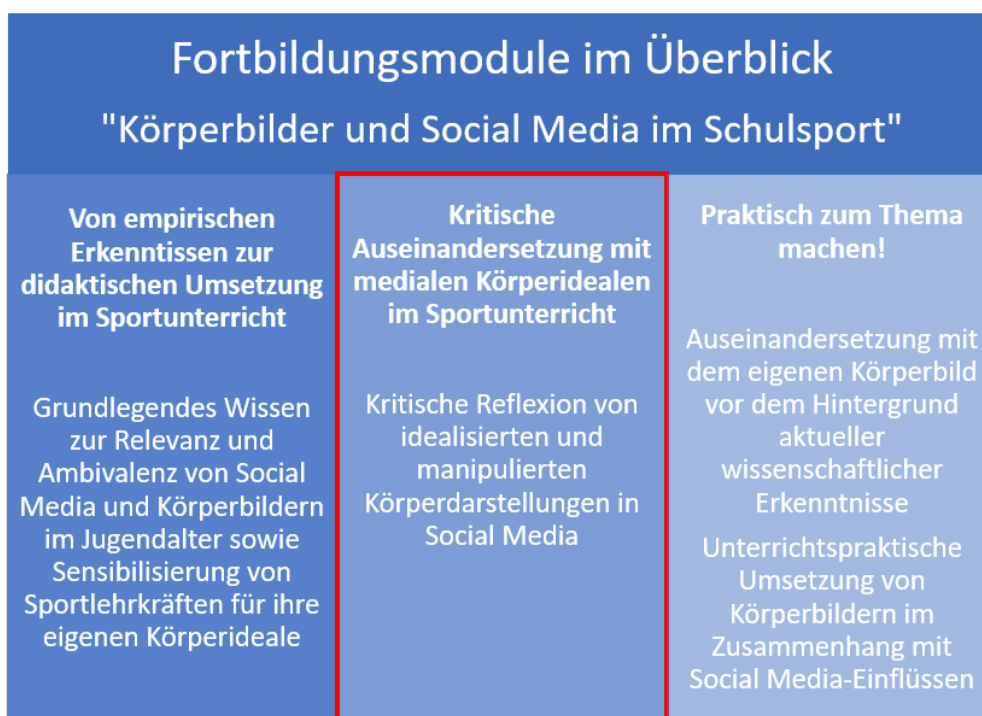 Fortbildungsmodule im Überblick
"Körperbilder und Social Media im Schulsport"
Von empirischen
Erkenntissen zur
didaktischen Umsetzung
im Sportunterricht
Grundlegendes Wissen
zur Relevanz und
Ambivalenz von Social
Media und Körperbildern
im Jugendalter sowie
Sensibilisierung von
Sportlehrkräften für ihre
eigenen Körperideale
Kritische
Auseinandersetzung mit
medialen Körperidealen
im Sportunterricht
Kritische Reflexion von
idealisierten und
manipulierten
Körperdarstellungen in
Social Media
Praktisch zum Thema
machen!
Auseinandersetzung mit
dem eigenen Körperbild
vor dem Hintergrund
aktueller
wissenschaftlicher
Erkenntnisse
Unterrichtspraktische
Umsetzung von
Körperbildern im
Zusammenhang mit
Social Media-Einflüssen